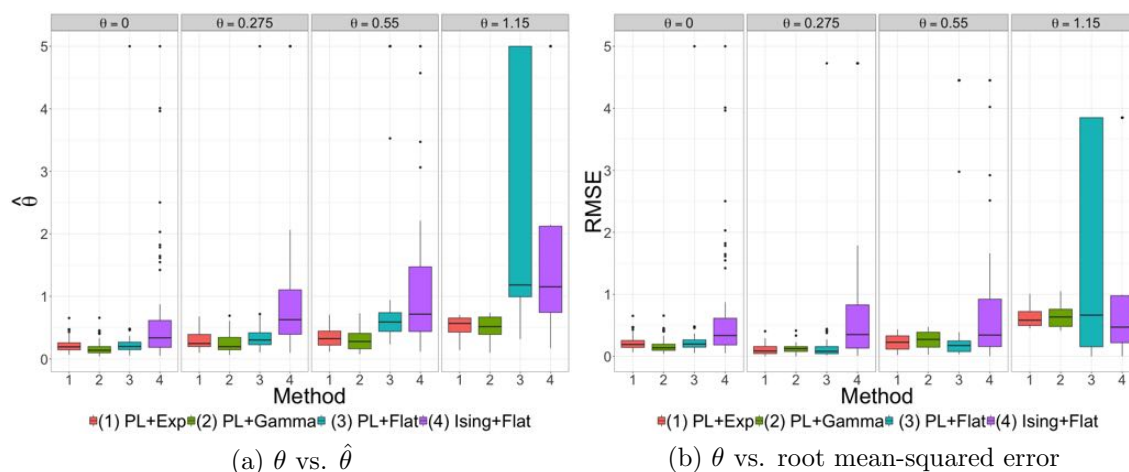 θ = 0 θ = 0.275 θ = 0.55 θ = 1.15
5
4
3
2
1
0
θ̂
1 2 3 4 1 2 3 4 1 2 3 4 1 2 3 4
Method
(1) PL+Exp (2) PL+Gamma (3) PL+Flat (4) Ising+Flat
(a) θ vs. θ̂
θ = 0 θ = 0.275 θ = 0.55 θ = 1.15
5
4
3
2
1
0
RMSE
1 2 3 4 1 2 3 4 1 2 3 4 1 2 3 4
Method
(1) PL+Exp (2) PL+Gamma (3) PL+Flat (4) Ising+Flat
(b) θ vs. root mean-squared error